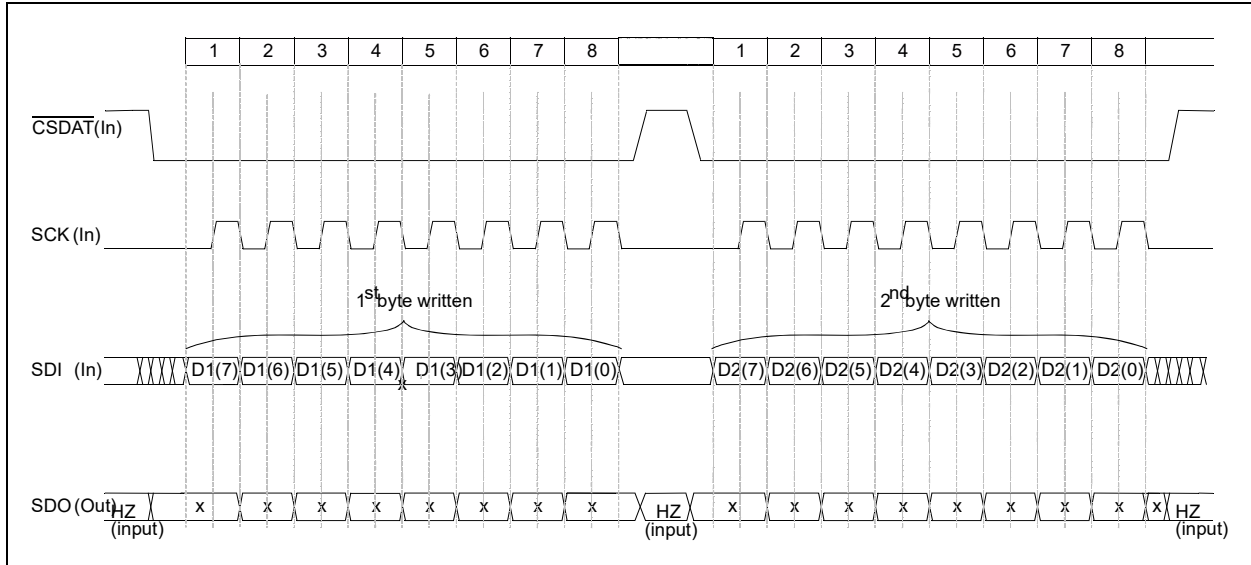 1 2 3 4 5 6 7 8 1 2 3 4 5 6 7 8
CSDAT(In)
SCK (In)
1st byte written 2nd byte written
SDI (In) D1(7) D1(6) D1(5) D1(4) D1(3) D1(2) D1(1) D1(0) D2(7) D2(6) D2(5) D2(4) D2(3) D2(2) D2(1) D2(0)
x
SDO (Out) x x x x x x x x x x x x x x x x x
HZ HZ HZ
(input) (input) (input)